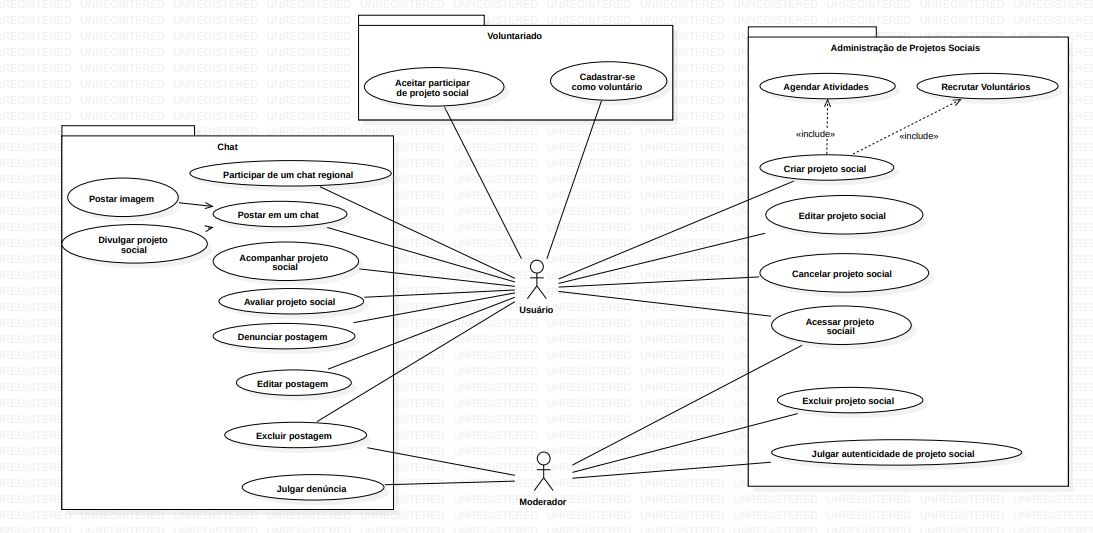 Voluntariado
Aceitar participar
de projeto social
Cadastrar-se
como voluntário
Administração de Projetos Sociais
Agendar Atividades
Recrutar Voluntários
«include»
«include»
Criar projeto social
Editar projeto social
Cancelar projeto social
Acessar projeto
sociail
Excluir projeto social
Julgar autenticidade de projeto social
Chat
Participar de um chat regional
Postar imagem
Postar em um chat
Divulgar projeto
social
Acompanhar projeto
social
Avaliar projeto social
Denunciar postagem
Editar postagem
Excluir postagem
Julgar denúncia
Usuário
Moderador
UNREGISTERED